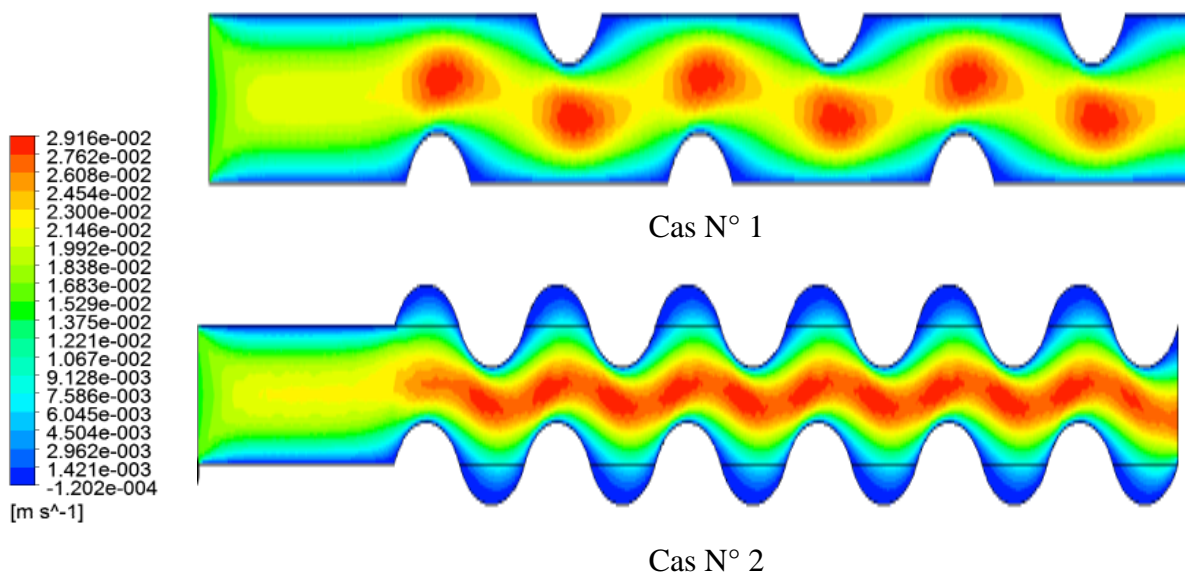 2.916e-002
2.762e-002
2.608e-002
2.454e-002
2.300e-002
2.146e-002
1.992e-002
1.838e-002
1.683e-002
1.529e-002
1.375e-002
1.221e-002
1.067e-002
9.128e-003
7.586e-003
6.045e-003
4.504e-003
2.962e-003
1.421e-003
-1.202e-004
[m s^-1]
Cas N° 1
Cas N° 2